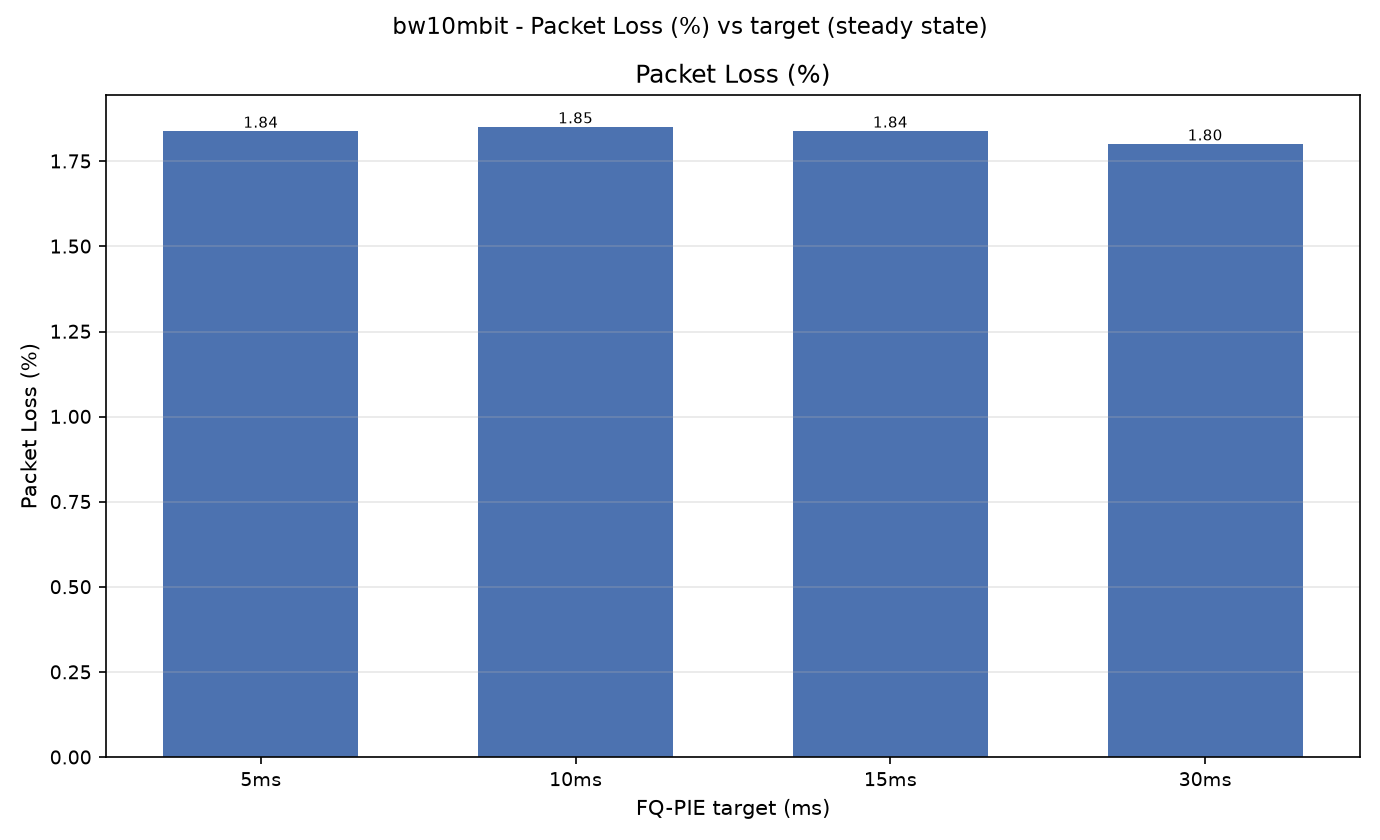 bw10mbit - Packet Loss (%) vs target (steady state)
Packet Loss (%)
1.84
1.85
1.84
1.80
1.75
1.50
1.25
1.00
0.75
0.50
0.25
0.00
Packet Loss (%)
5ms
10ms
15ms
30ms
FQ-PIE target (ms)